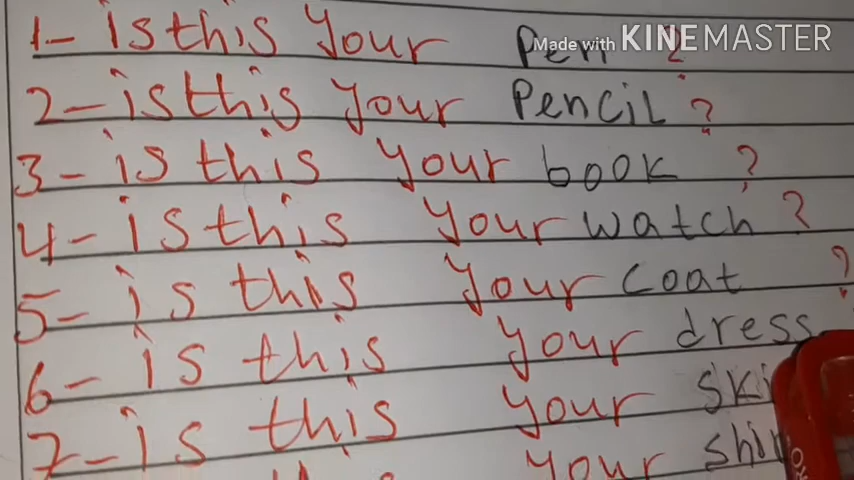 1- is this your pen ?
Made with KINEMASTER
2- is this your Pencil ?
3- is this your book ?
4- is this your watch ?
5- is this your coat ?
6- is this your dress
7- is this your
your